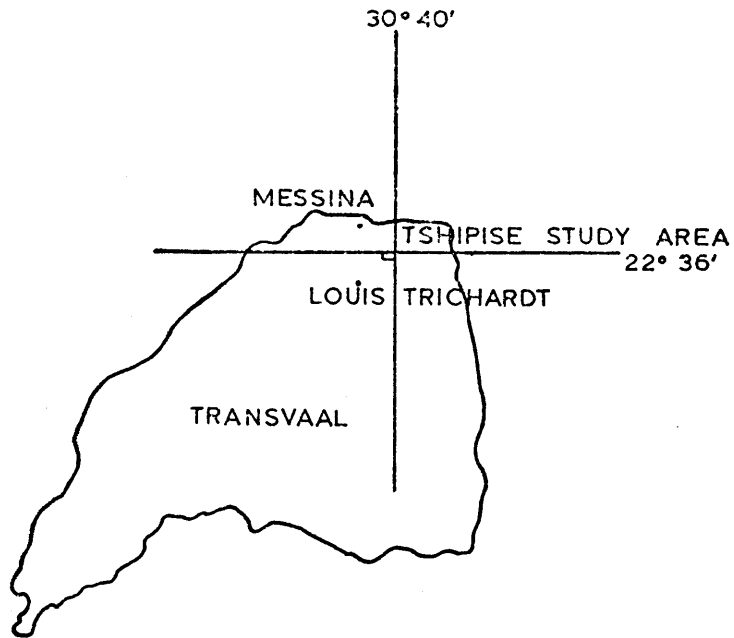 30° 40'
MESSINA
TSHIPISE STUDY AREA
22° 36'
LOUIS TRICHARDT
TRANSVAAL